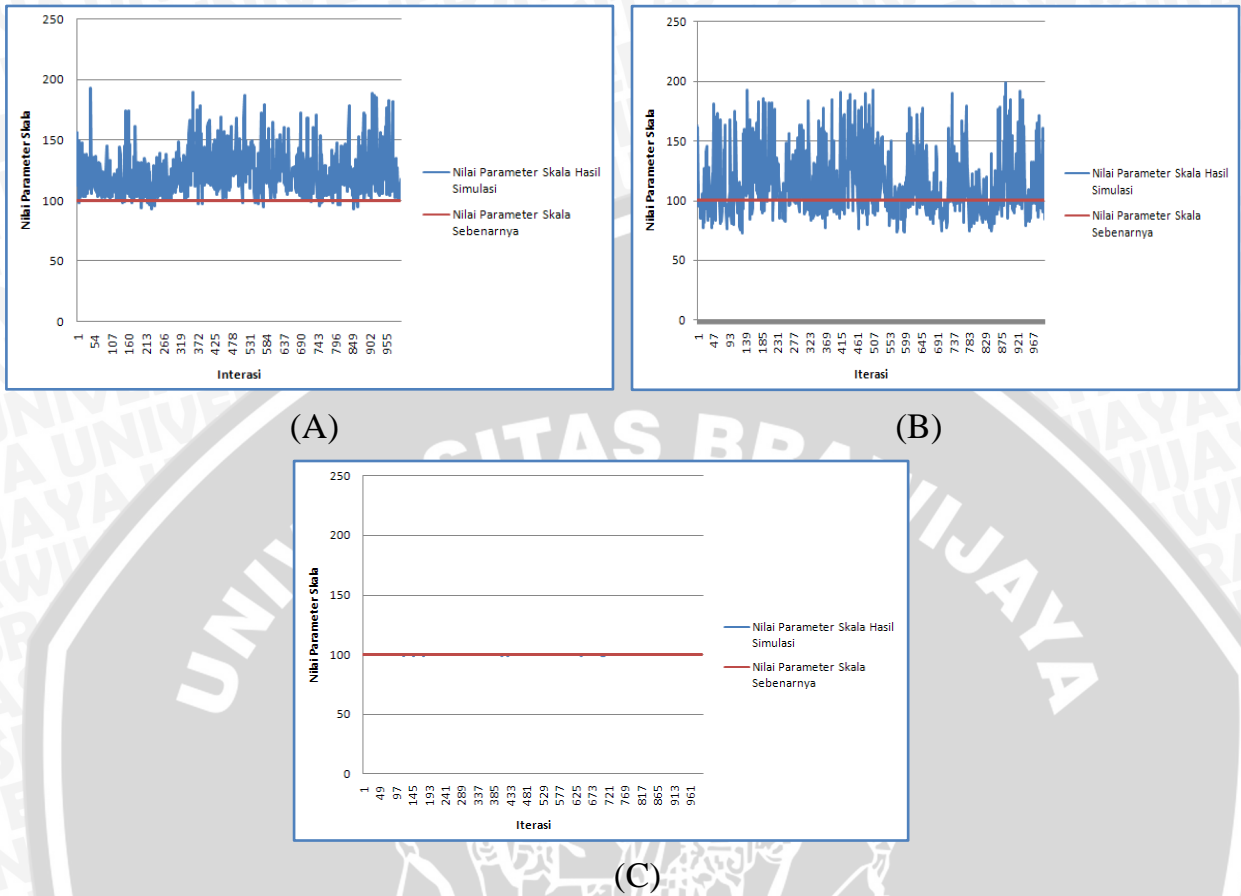 250
200
150
100
50
0
Nilai Parameter Skala
1 54 107 160 213 266 319 372 425 478 531 584 637 690 743 796 849 902 955
Interasi
Nilai Parameter Skala Hasil
Simulasi
Nilai Parameter Skala
Sebenarnya
(A)
250
200
150
100
50
0
Nilai Parameter Skala
1 47 93 139 185 231 277 323 369 415 461 507 553 599 645 691 737 783 829 875 921 967
Iterasi
Nilai Parameter Skala Hasil
Simulasi
Nilai Parameter Skala
Sebenarnya
(B)
250
200
150
100
50
0
Nilai Parameter Skala
1 49 97 145 193 241 289 337 385 433 481 529 577 625 673 721 769 817 865 913 961
Iterasi
Nilai Parameter Skala Hasil
Simulasi
Nilai Parameter Skala
Sebenarnya
(C)
UNIV
SITAS BRAWIJAYA